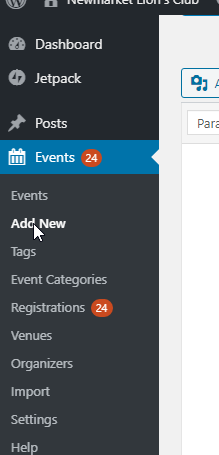 Newmarket Lion's Club
Dashboard
Jetpack
Posts
Events 24
Events
Add New
Tags
Event Categories
Registrations 24
Venues
Organizers
Import
Settings
Help
A
Para